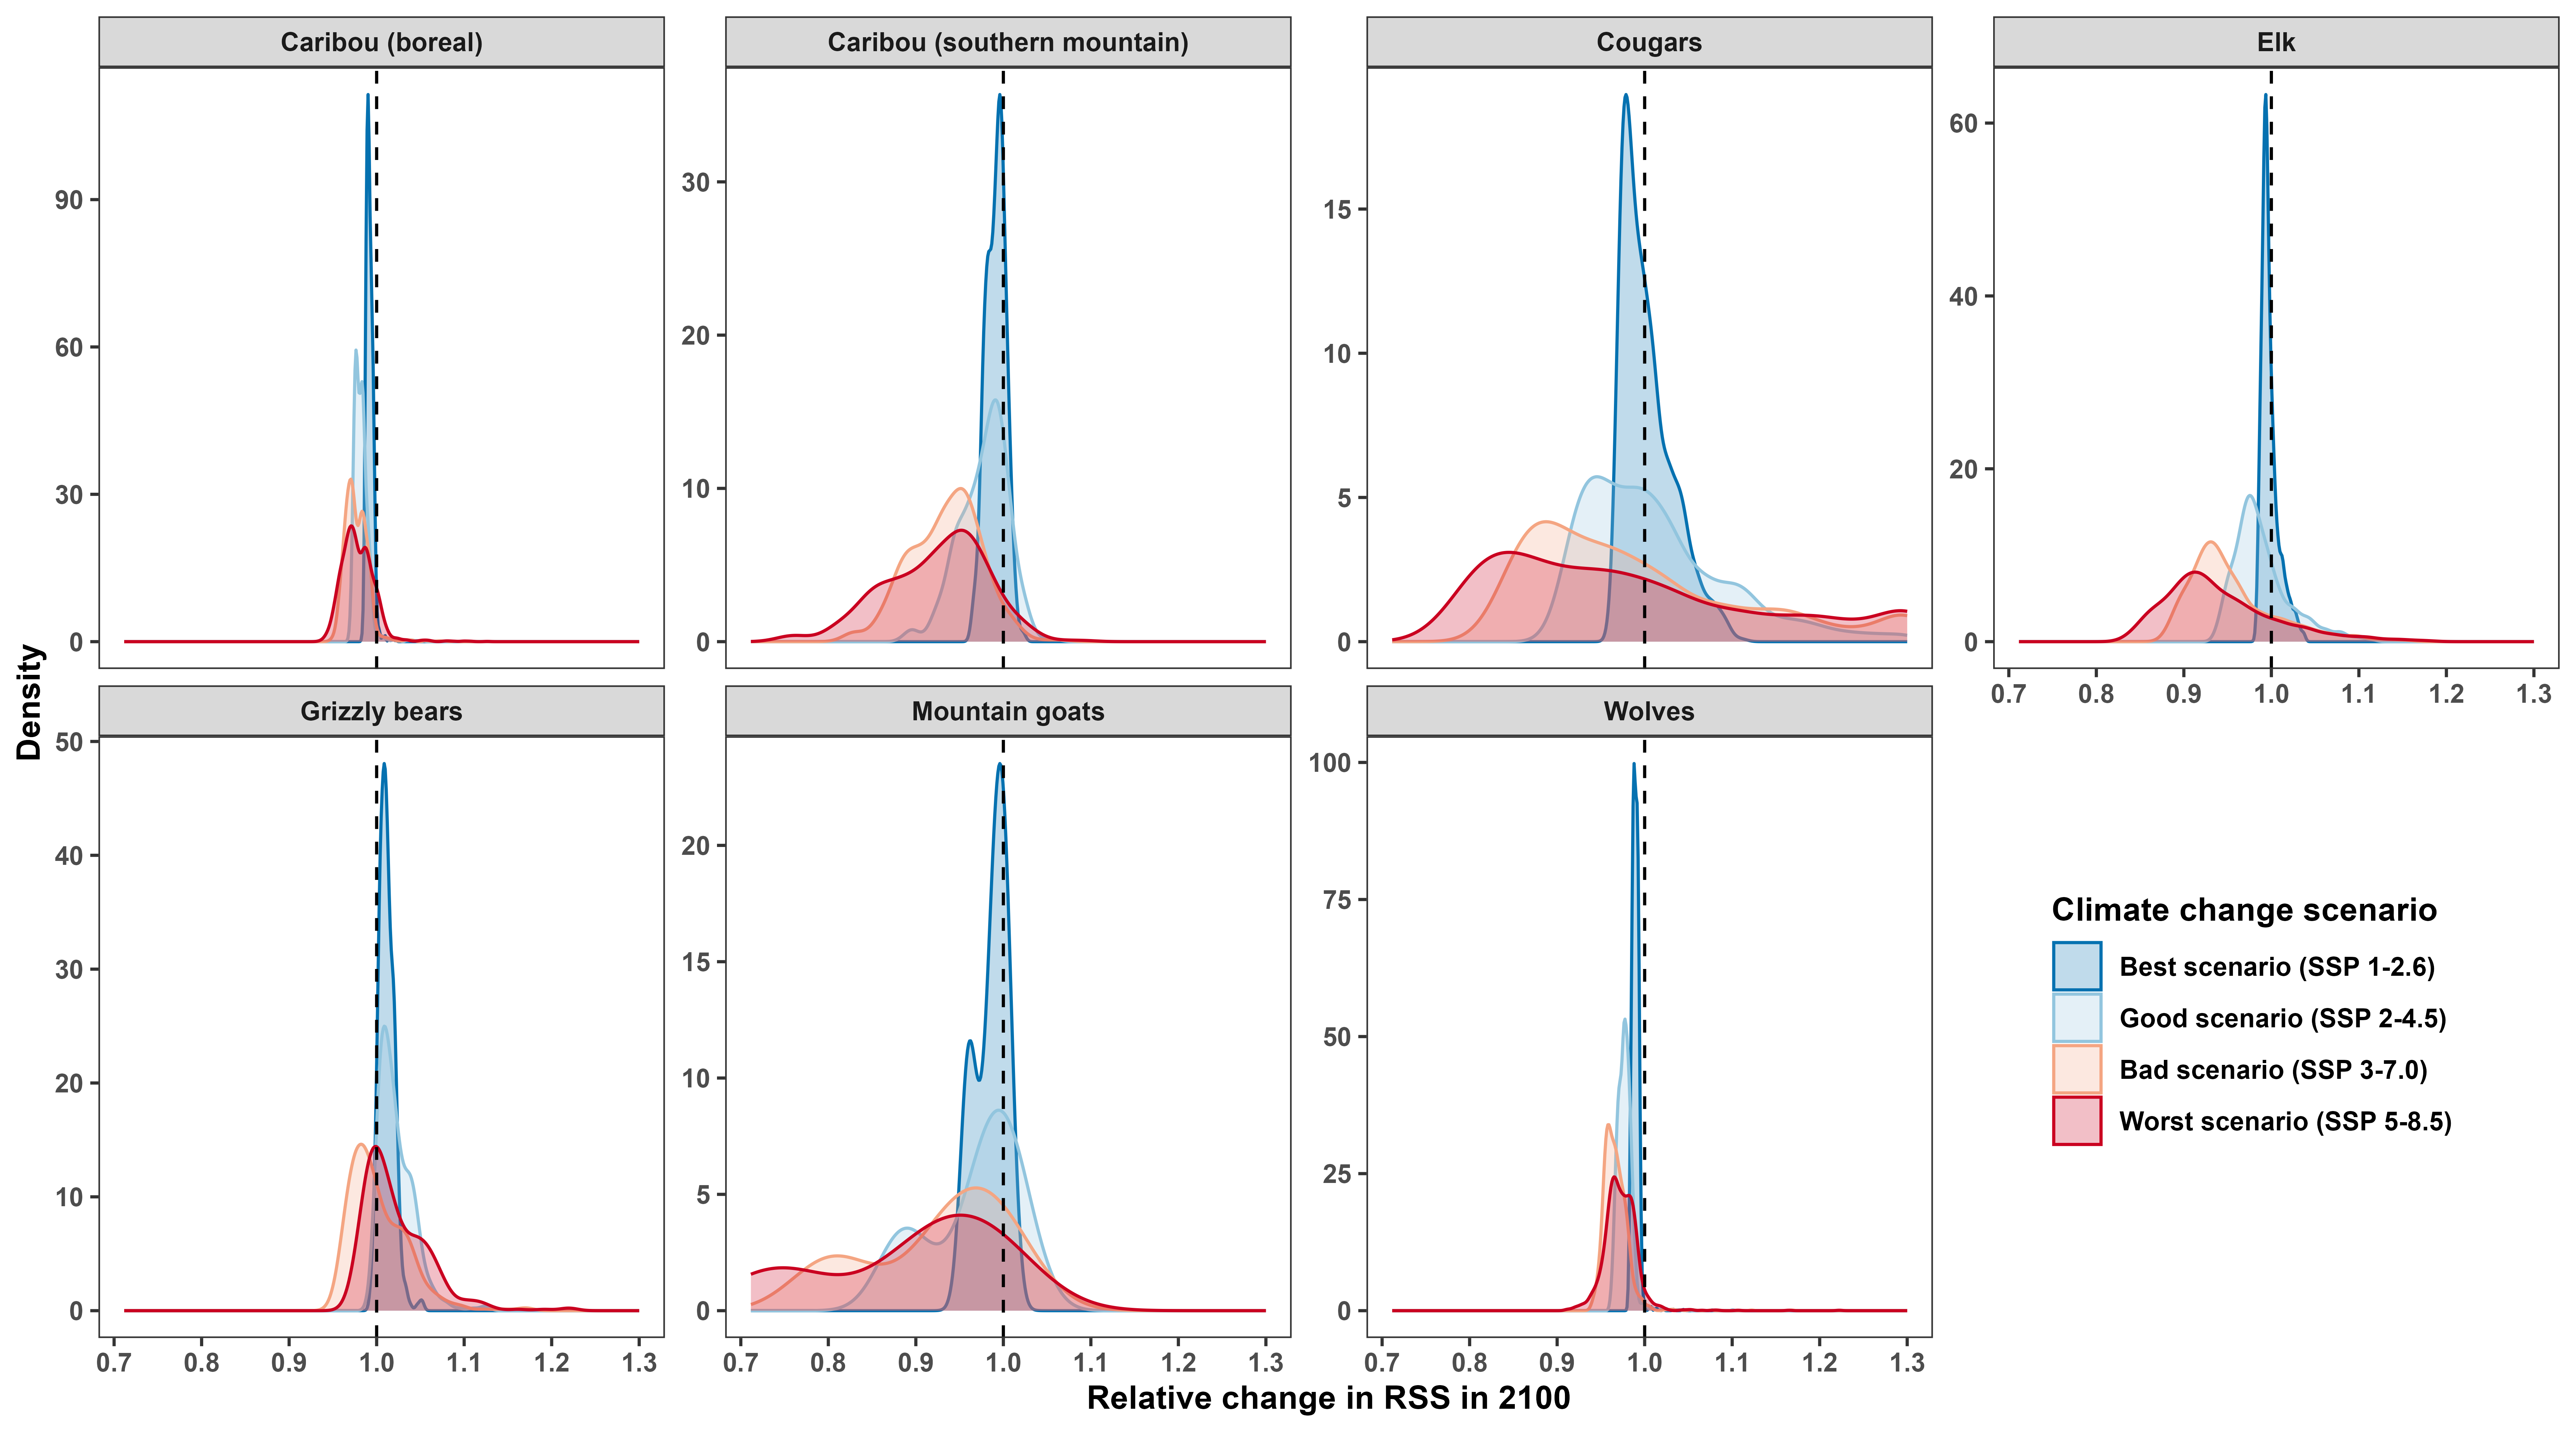 Caribou (boreal)
Caribou (southern mountain)
Cougars
Elk
90
60
30
0
30
20
10
0
15
10
5
0
60
40
20
0
0.7 0.8 0.9 1.0 1.1 1.2 1.3
Density
Grizzly bears
Mountain goats
Wolves
50
40
30
20
10
0
20
15
10
5
0
100
75
50
25
0
0.7 0.8 0.9 1.0 1.1 1.2 1.3
0.7 0.8 0.9 1.0 1.1 1.2 1.3
0.7 0.8 0.9 1.0 1.1 1.2 1.3
Relative change in RSS in 2100
Climate change scenario
Best scenario (SSP 1-2.6)
Good scenario (SSP 2-4.5)
Bad scenario (SSP 3-7.0)
Worst scenario (SSP 5-8.5)